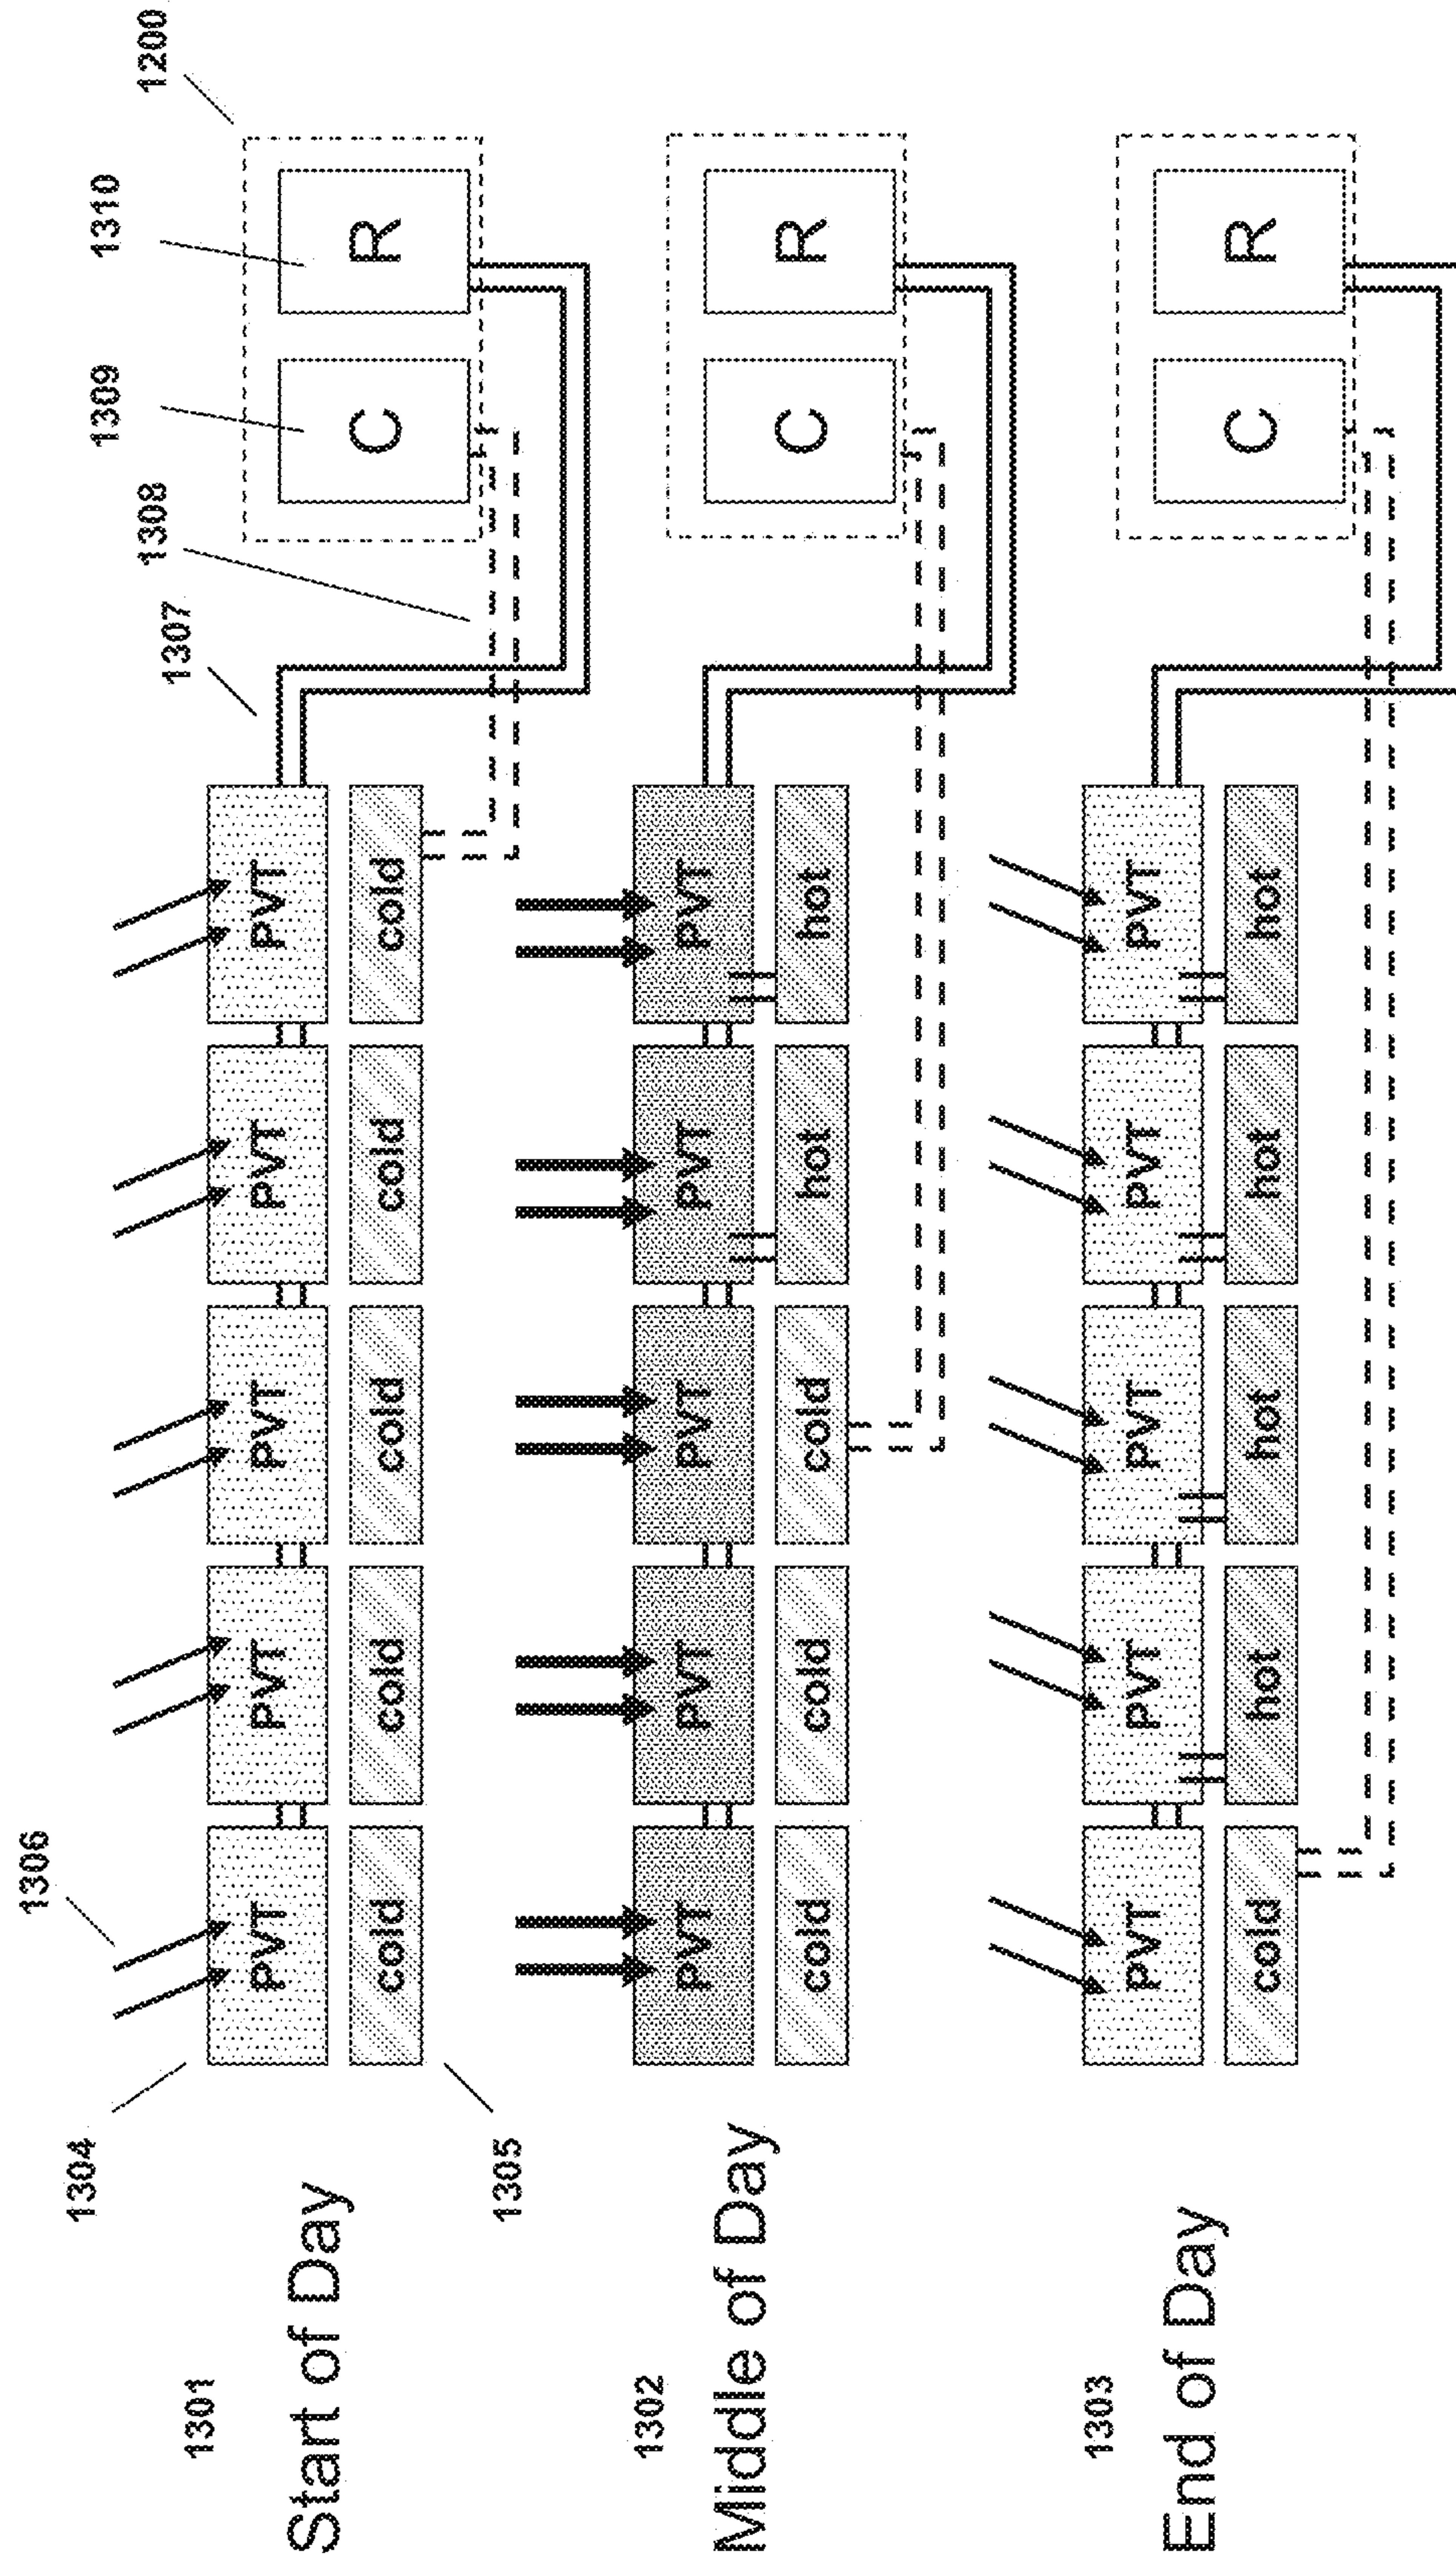 1200
1310
1309
1308
1307
1306
1304
1301
Start of Day
PVT PVT PVT PVT PVT
C R
cold cold cold cold cold
1305
1302
Middle of Day
PVT PVT PVT PVT PVT
C R
cold cold cold hot hot
1303
End of Day
PVT PVT PVT PVT PVT
C R
cold hot hot hot hot